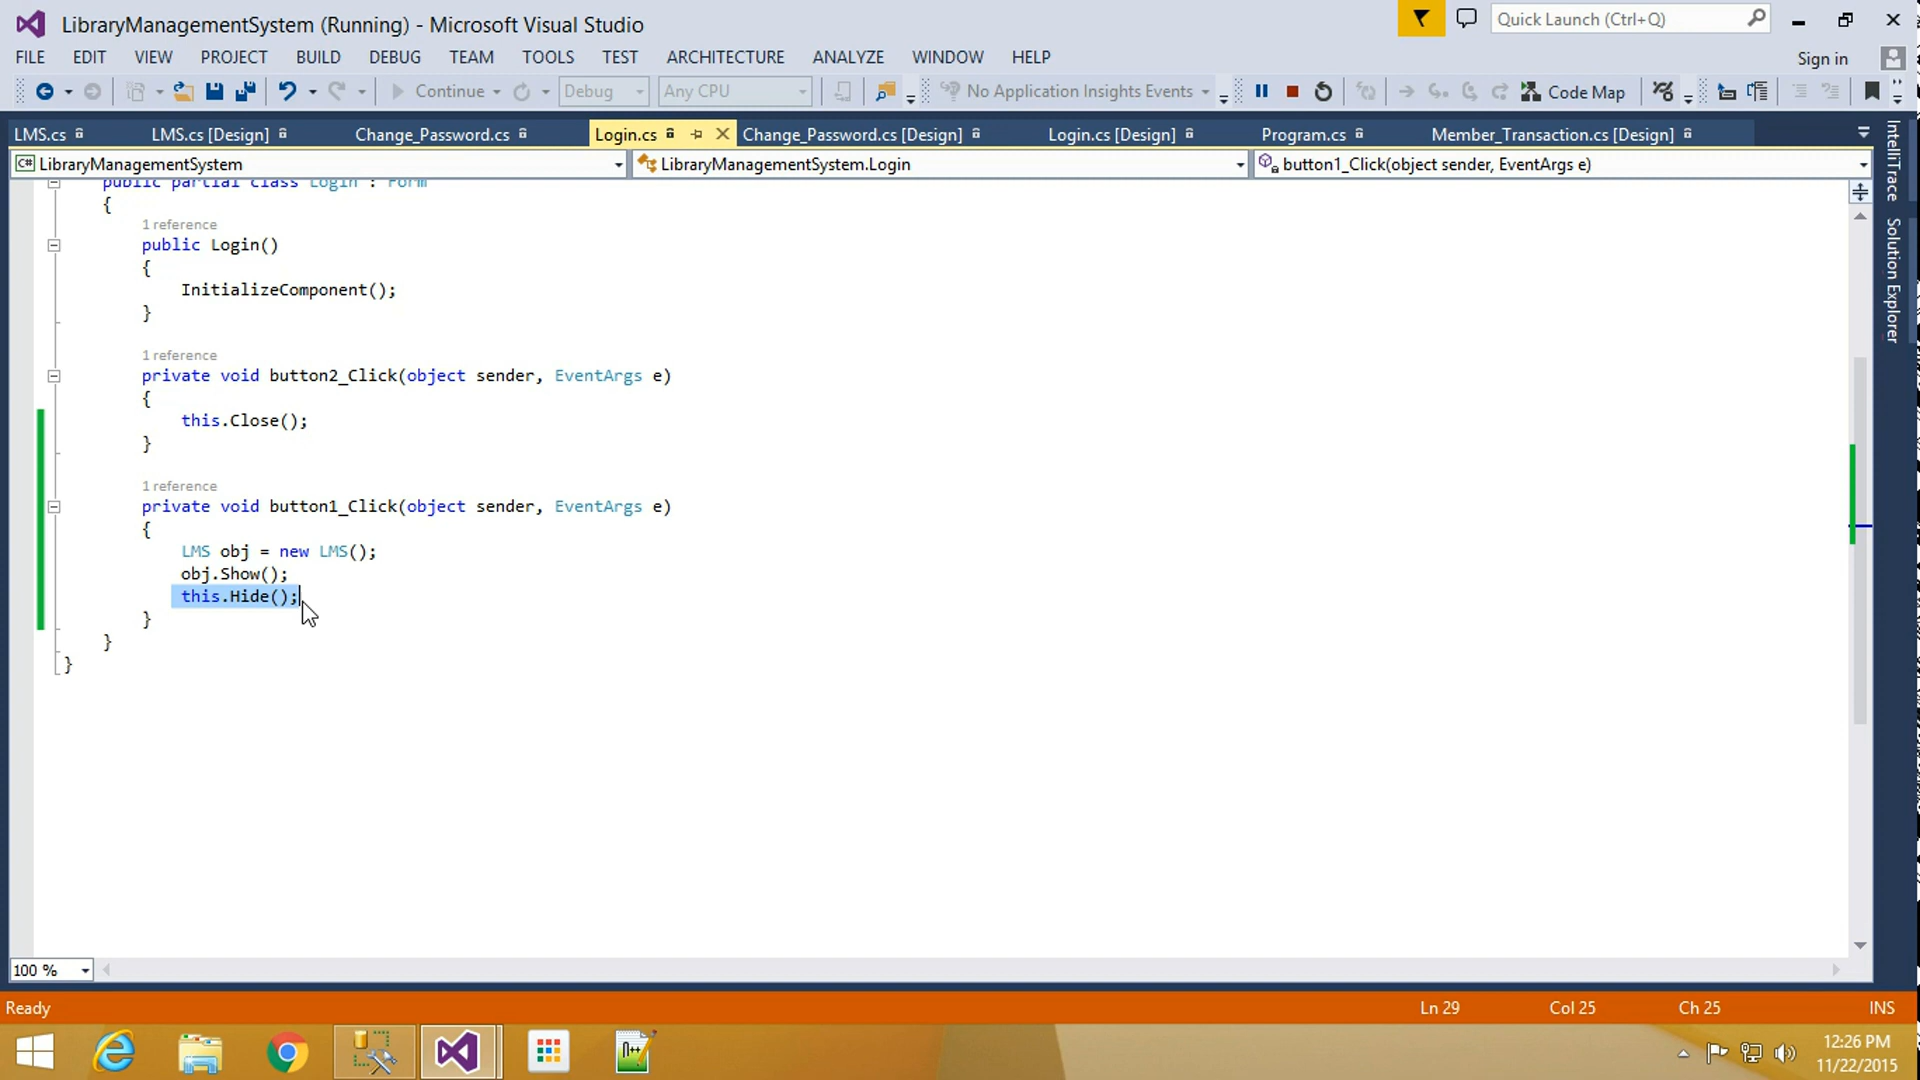 LibraryManagementSystem (Running) - Microsoft Visual Studio
Quick Launch (Ctrl+Q)
FILE EDIT VIEW PROJECT BUILD DEBUG TEAM TOOLS TEST ARCHITECTURE ANALYZE WINDOW HELP
Sign in
Continue Debug Any CPU No Application Insights Events Code Map
LMS.cs LMS.cs [Design] Change_Password.cs Login.cs Change_Password.cs [Design] Login.cs [Design] Program.cs Member_Transaction.cs [Design]
C# LibraryManagementSystem LibraryManagementSystem.Login button1_Click(object sender, EventArgs e)
IntelliTrace
Solution Explorer
public partial class Login : Form
{
1 reference
public Login()
{
InitializeComponent();
}
1 reference
private void button2_Click(object sender, EventArgs e)
{
this.Close();
}
1 reference
private void button1_Click(object sender, EventArgs e)
{
LMS obj = new LMS();
obj.Show();
this.Hide();
}
}
}
100 %
Ready Ln 29 Col 25 Ch 25 INS
12:26 PM
11/22/2015